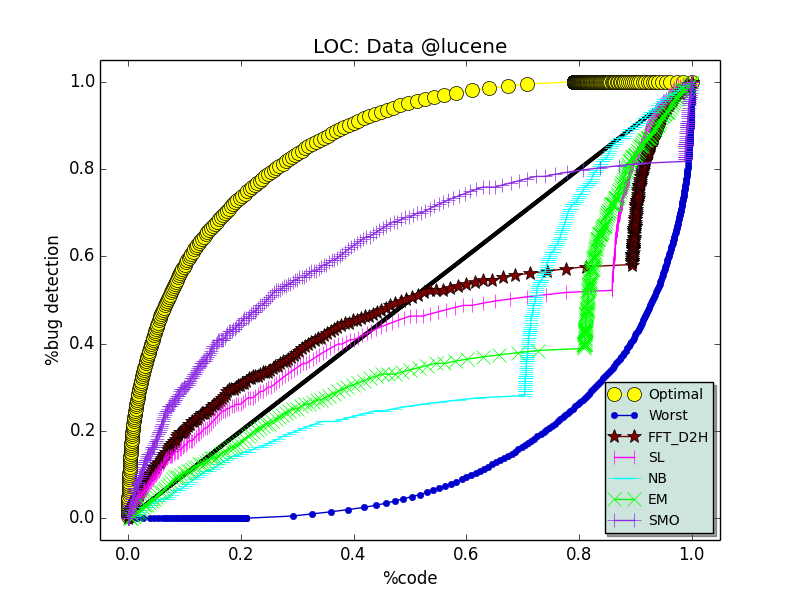 LOC: Data @lucene
1.0
0.8
0.6
0.4
0.2
0.0
%bug detection
0.0 0.2 0.4 0.6 0.8 1.0
%code
Optimal
Worst
FFT_D2H
SL
NB
EM
SMO